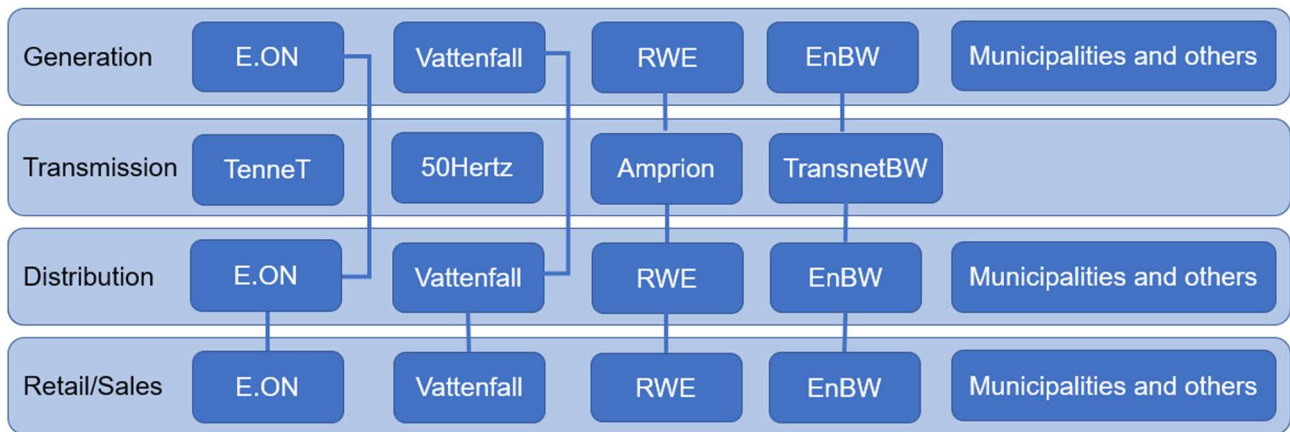 Generation
E.ON
Vattenfall
RWE
EnBW
Municipalities and others
Transmission
TenneT
50Hertz
Amprion
TransnetBW
Distribution
E.ON
Vattenfall
RWE
EnBW
Municipalities and others
Retail/Sales
E.ON
Vattenfall
RWE
EnBW
Municipalities and others